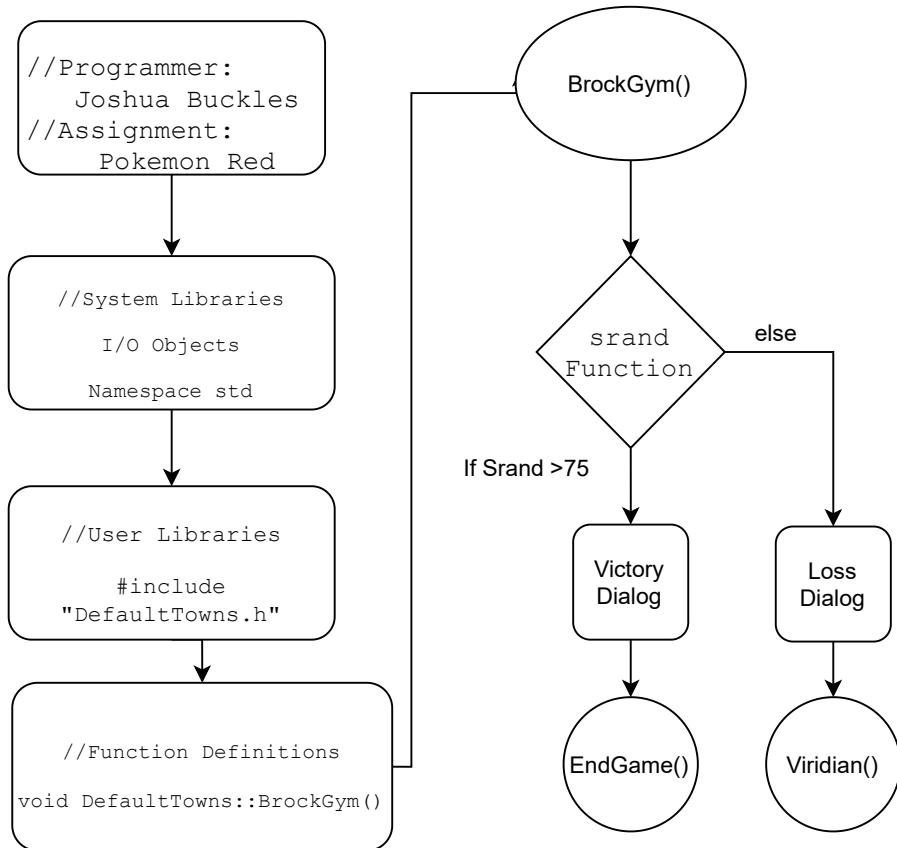 //Programmer:
Joshua Buckles
//Assignment:
Pokemon Red
//System Libraries
I/O Objects
Namespace std
//User Libraries
#include
"DefaultTowns.h"
//Function Definitions
void DefaultTowns::BrockGym()
BrockGym()
srand
Function
else
If Srand >75
Victory
Dialog
Loss
Dialog
EndGame()
Viridian()